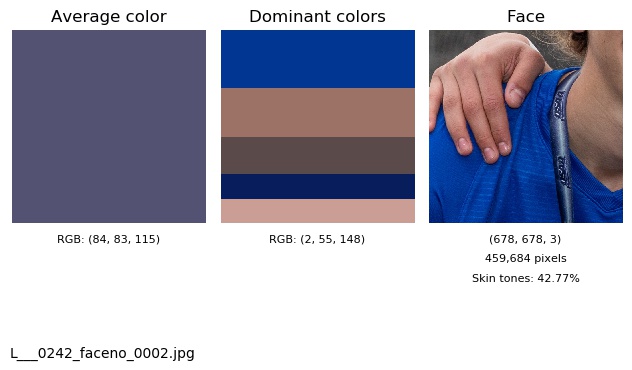 Average color
Dominant colors
Face
RGB: (84, 83, 115)
RGB: (2, 55, 148)
(678, 678, 3)
459,684 pixels
Skin tones: 42.77%
L___0242_faceno_0002.jpg